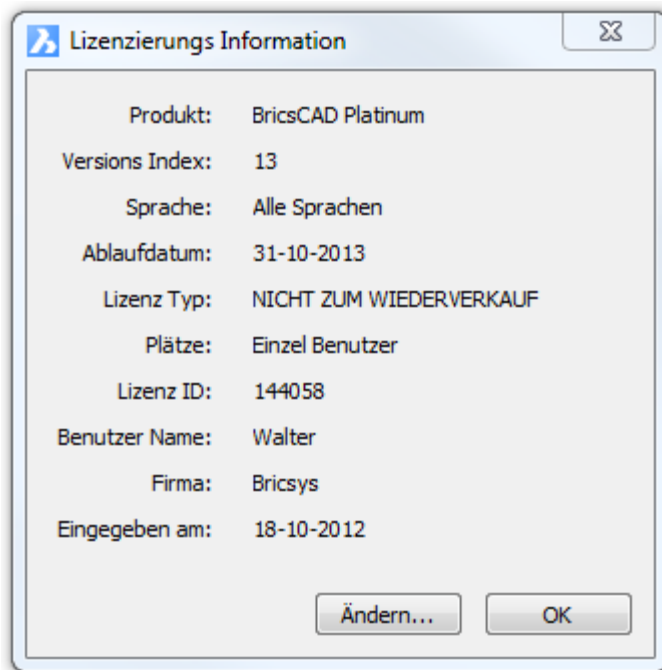 Lizenzierungs Information
Produkt: BricsCAD Platinum
Versions Index: 13
Sprache: Alle Sprachen
Ablaufdatum: 31-10-2013
Lizenz Typ: NICHT ZUM WIEDERVERKAUF
Plätze: Einzel Benutzer
Lizenz ID: 144058
Benutzer Name: Walter
Firma: Bricsys
Eingegeben am: 18-10-2012
Ändern... OK